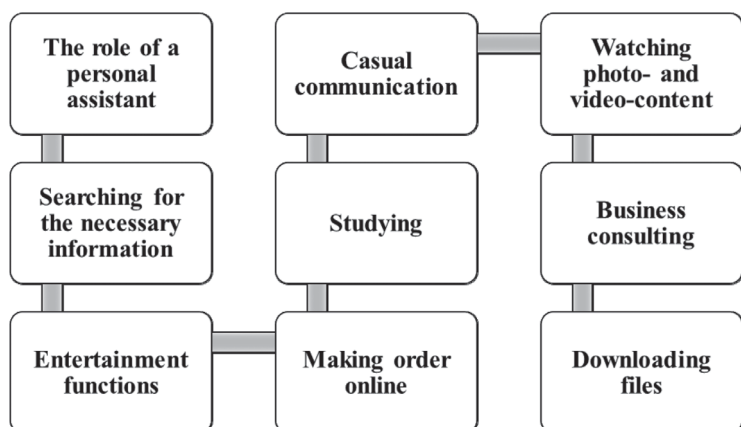 The role of a
personal
assistant
Searching for
the necessary
information
Entertainment
functions
Making order
online
Studying
Casual
communication
Watching
photo- and
video-content
Business
consulting
Downloading
files